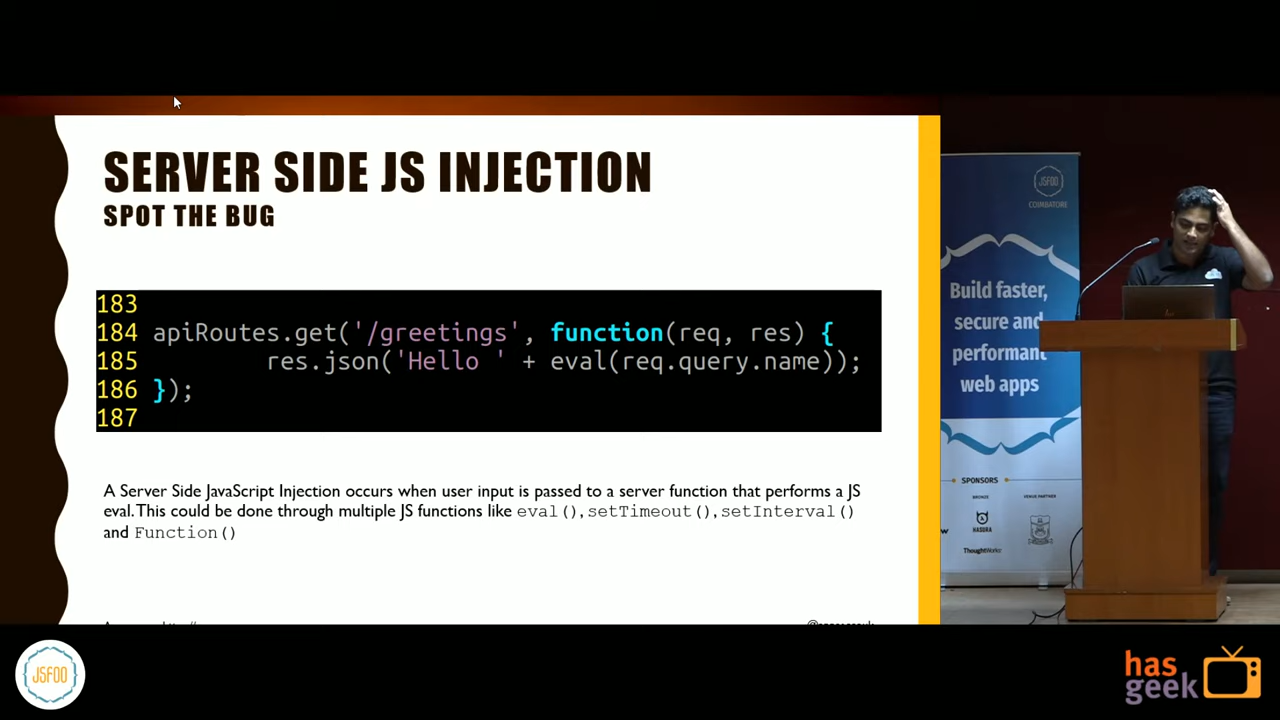 SERVER SIDE JS INJECTION
SPOT THE BUG
183
184 apiRoutes.get('/greetings', function(req, res) {
185 res.json('Hello ' + eval(req.query.name));
186 });
187
A Server Side JavaScript Injection occurs when user input is passed to a server function that performs a JS
eval. This could be done through multiple JS functions like eval(), setTimeout(), setInterval()
and Function()
JSFOO
COIMBATORE
Build faster,
secure and
performant
web apps
SPONSORS
BRONZE
VENUE PARTNER
HASURA
ThoughtWorks
JSFOO
has
geek